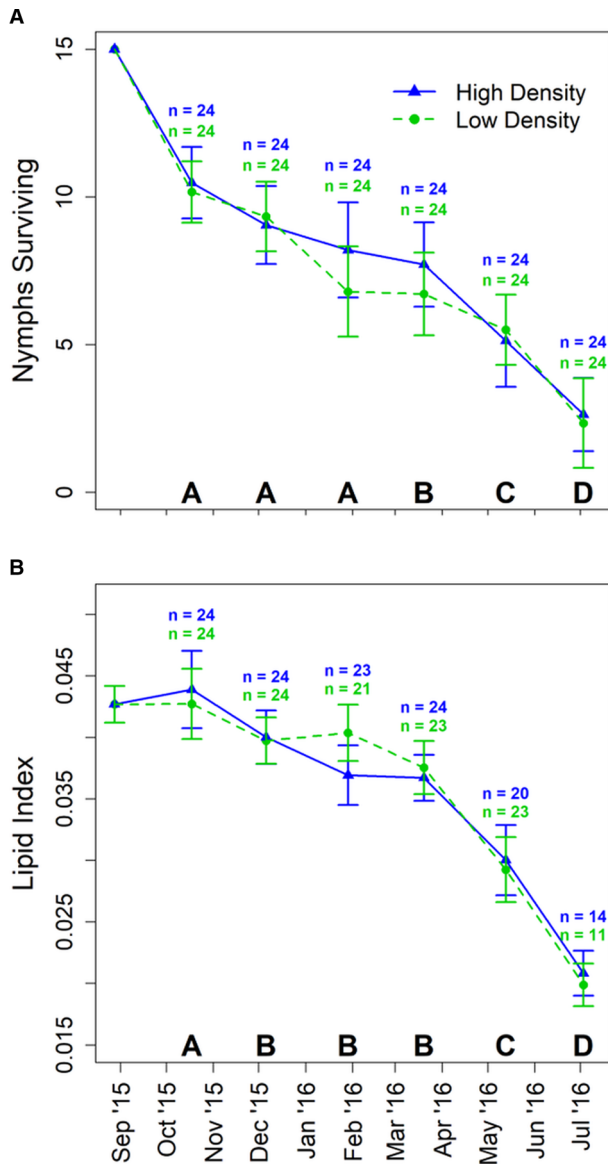 A
Nymphs Surviving
15
10
5
0
High Density
Low Density
n = 24
n = 24
n = 24
n = 24
n = 24
n = 24
n = 24
n = 24
n = 24
n = 24
n = 24
n = 24
A A A B C D
B
Lipid Index
0.045
0.035
0.025
0.015
n = 24
n = 24
n = 24
n = 24
n = 23
n = 21
n = 24
n = 23
n = 20
n = 23
n = 14
n = 11
A B B B C D
Sep '15
Oct '15
Nov '15
Dec '15
Jan '16
Feb '16
Mar '16
Apr '16
May '16
Jun '16
Jul '16